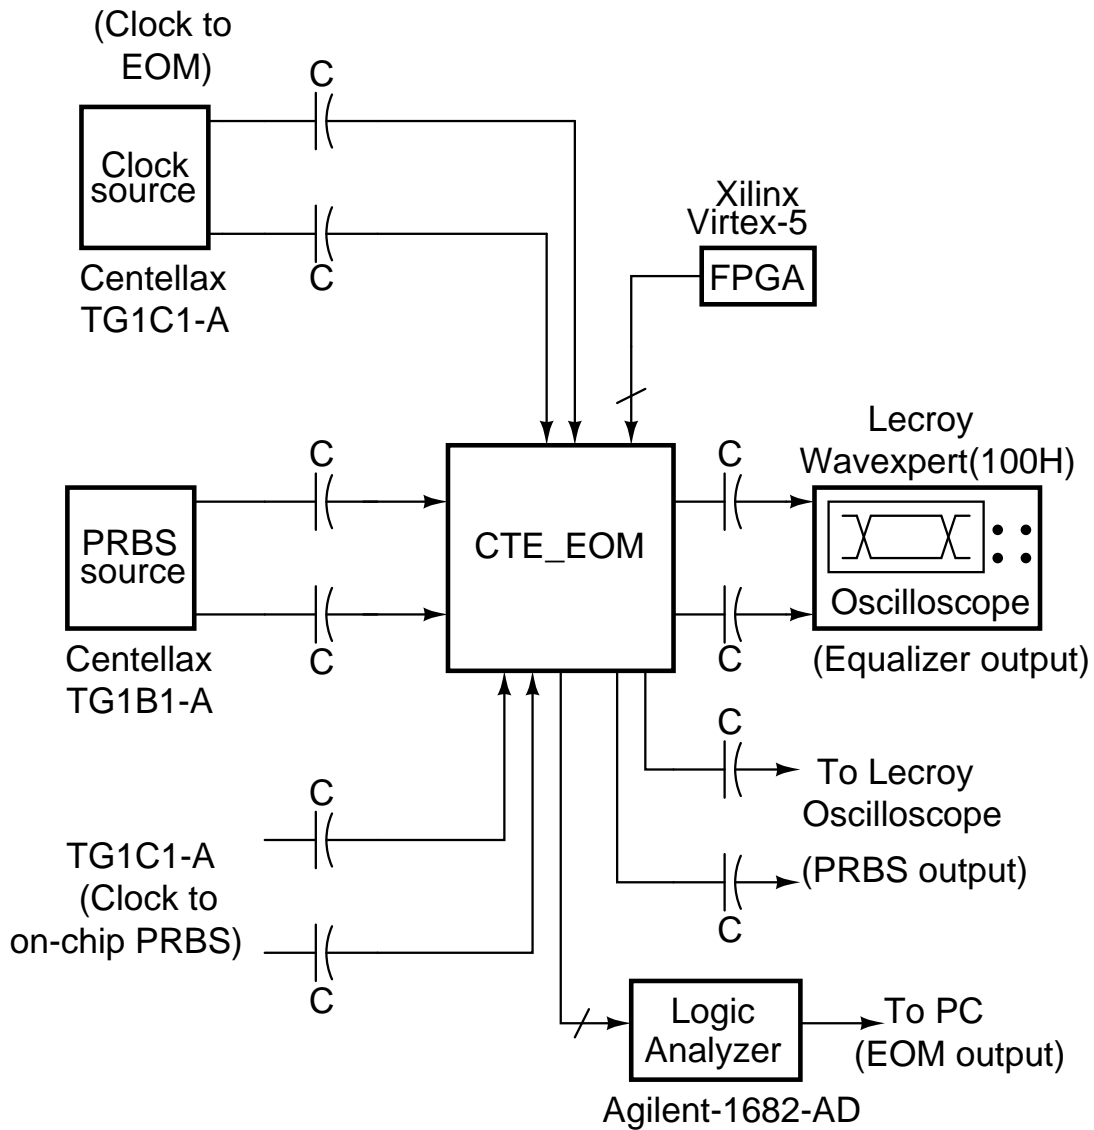 (Clock to
EOM)
C
Clock
source
C
Centellax
TG1C1-A
Xilinx
Virtex-5
FPGA
C
PRBS
source
C
Centellax
TG1B1-A
CTE_EOM
C
Lecroy
Wavexpert(100H)
Oscilloscope
C
(Equalizer output)
C
To Lecroy
Oscilloscope
(PRBS output)
C
C
TG1C1-A
(Clock to
on-chip PRBS)
C
Logic
Analyzer
To PC
(EOM output)
Agilent-1682-AD